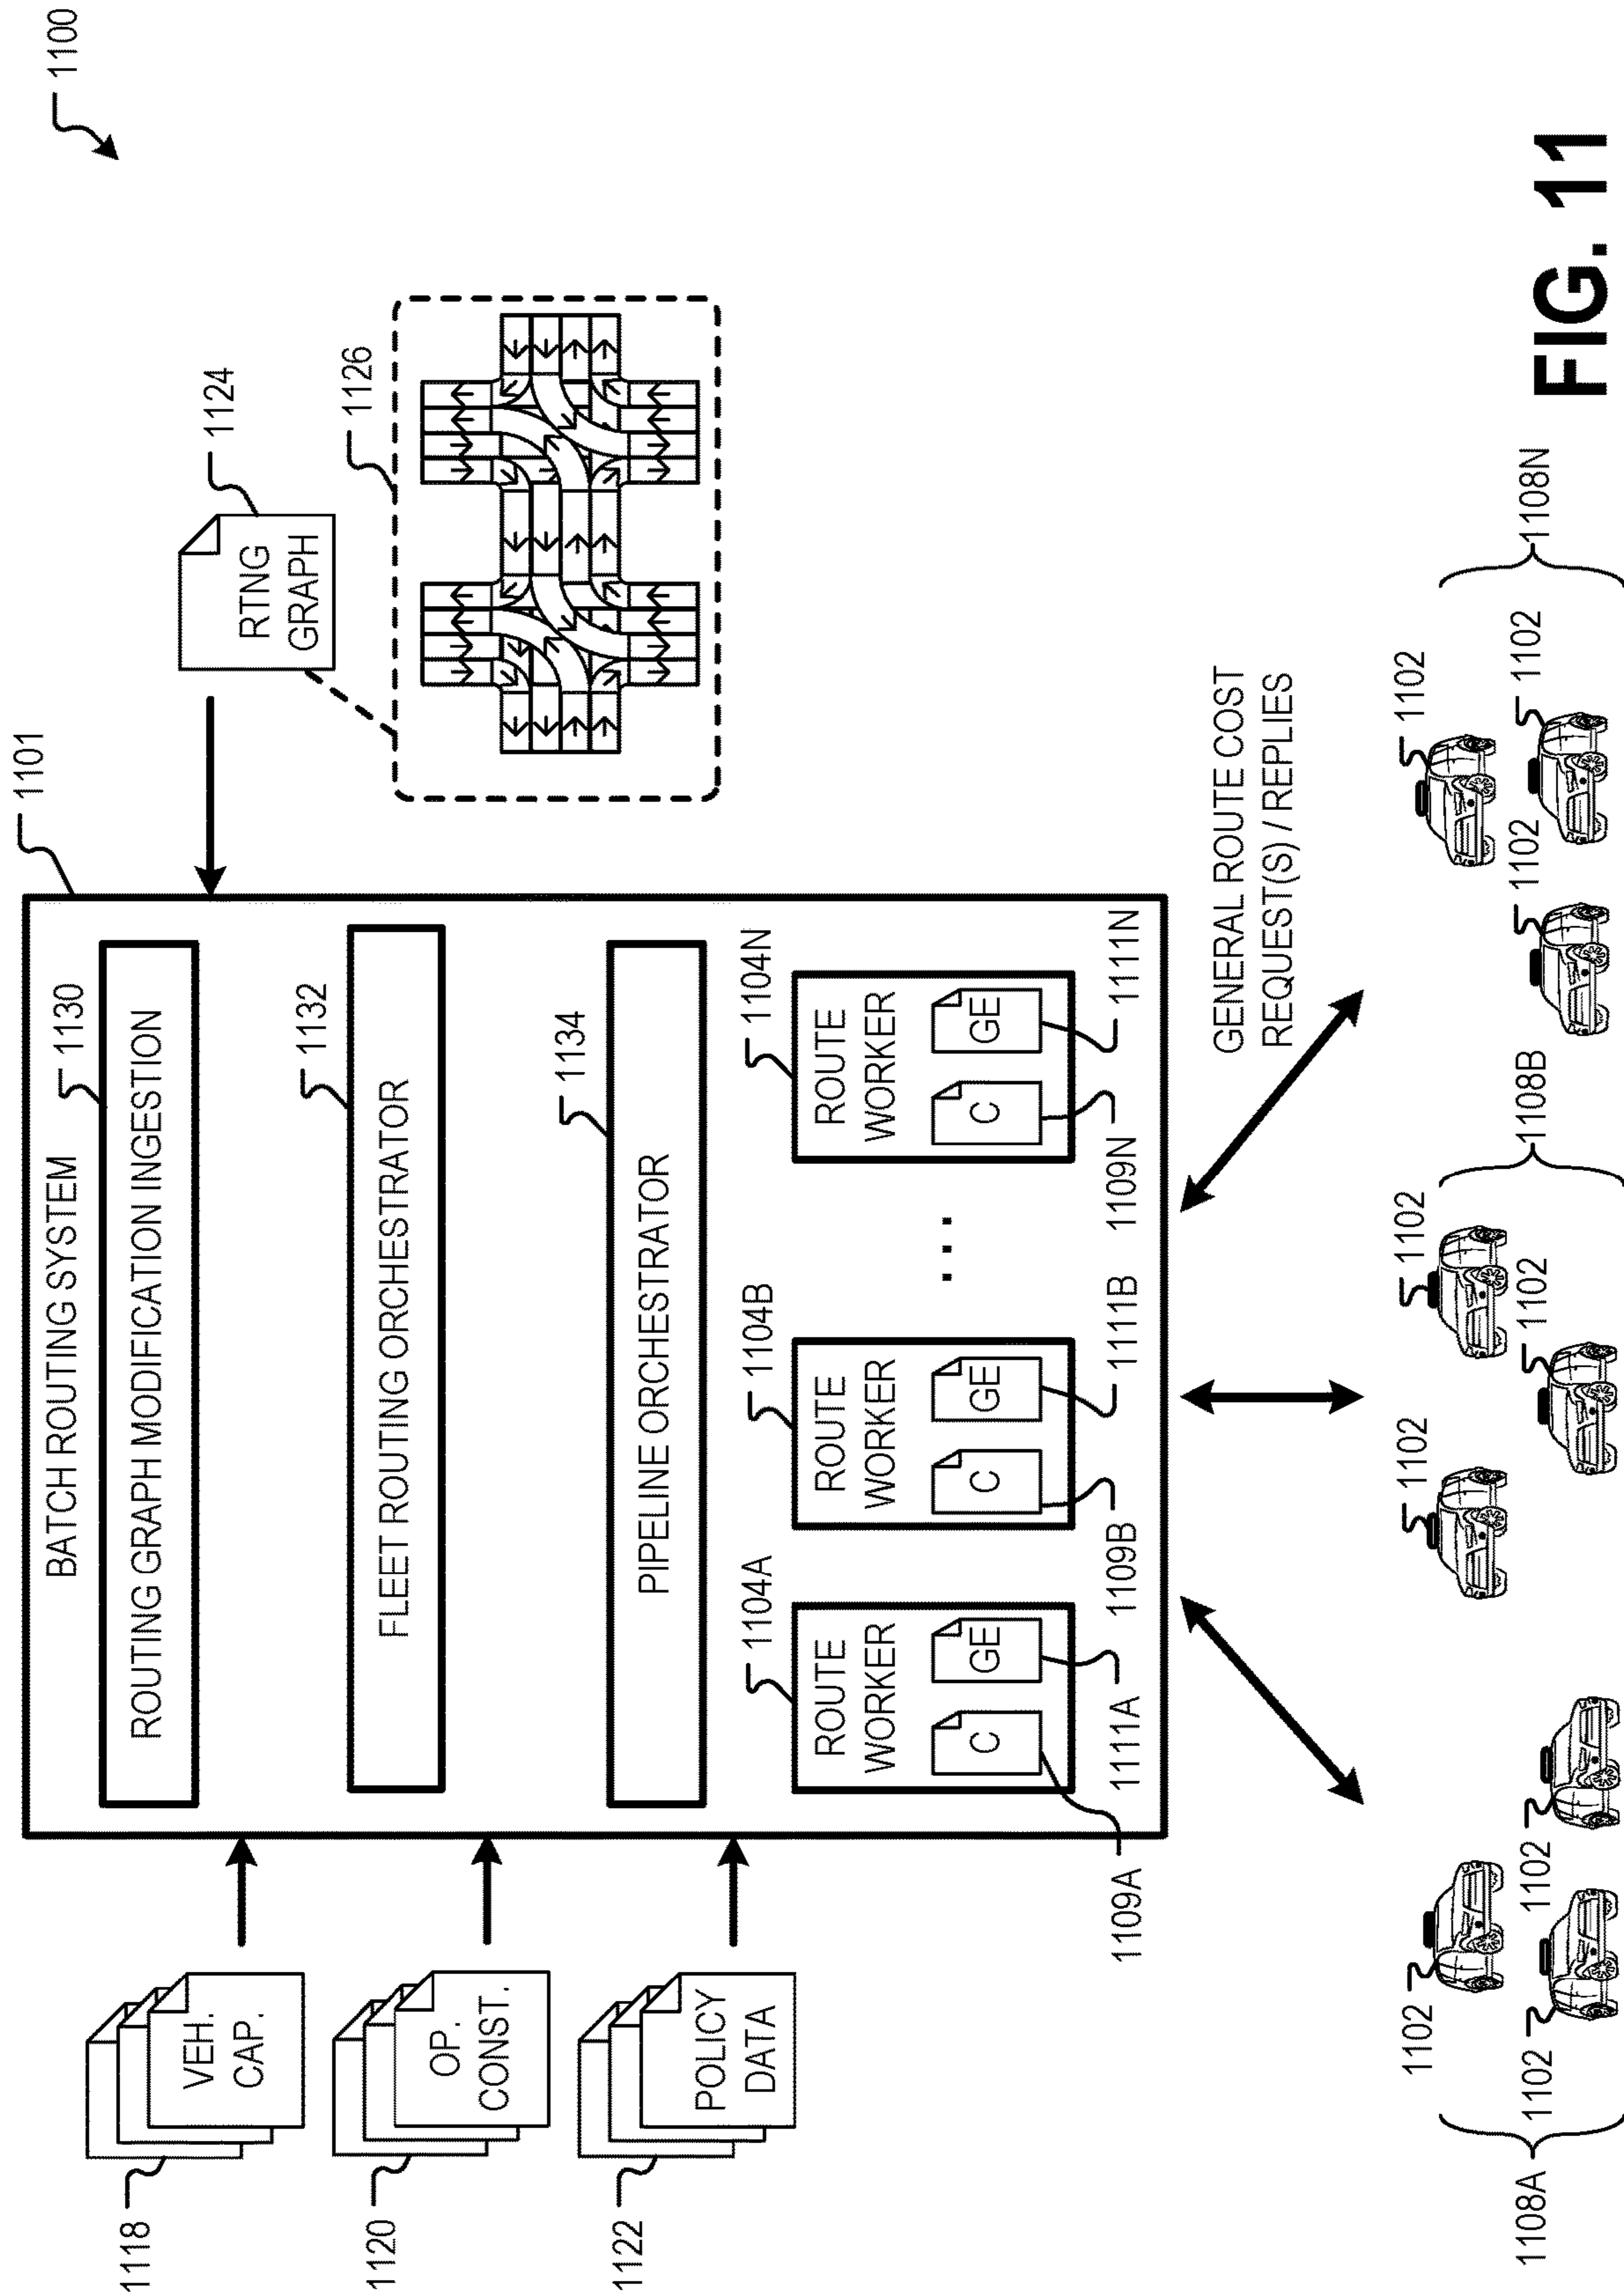 1100
1101
BATCH ROUTING SYSTEM
1130
ROUTING GRAPH MODIFICATION INGESTION
1132
FLEET ROUTING ORCHESTRATOR
1134
PIPELINE ORCHESTRATOR
1104A
ROUTE
WORKER
C
GE
1109A
1111A
1104B
ROUTE
WORKER
C
GE
1109B
1111B
...
1104N
ROUTE
WORKER
C
GE
1109N
1111N
1118
VEH.
CAP.
1120
OP.
CONST.
1122
POLICY
DATA
1124
RTNG
GRAPH
1126
GENERAL ROUTE COST
REQUEST(S) / REPLIES
1108A
1102
1102
1102
1108B
1102
1102
1102
1108N
1102
1102
1102
FIG. 11